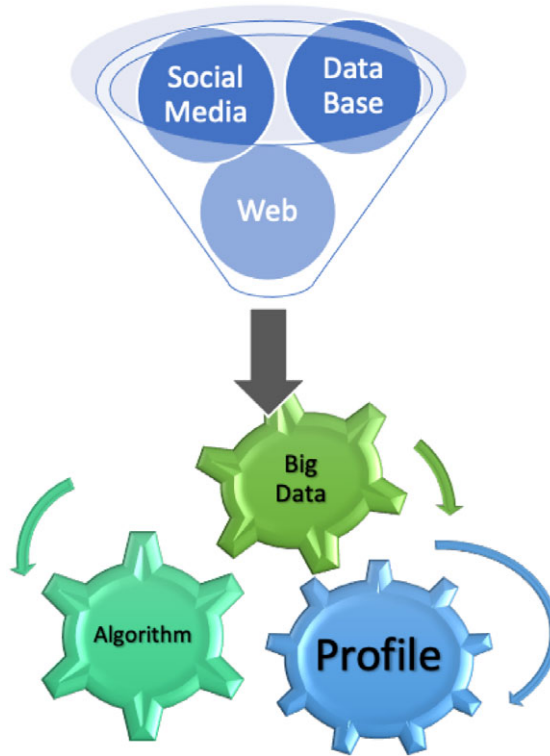 Social
Media
Data
Base
Web
Big
Data
Algorithm
Profile